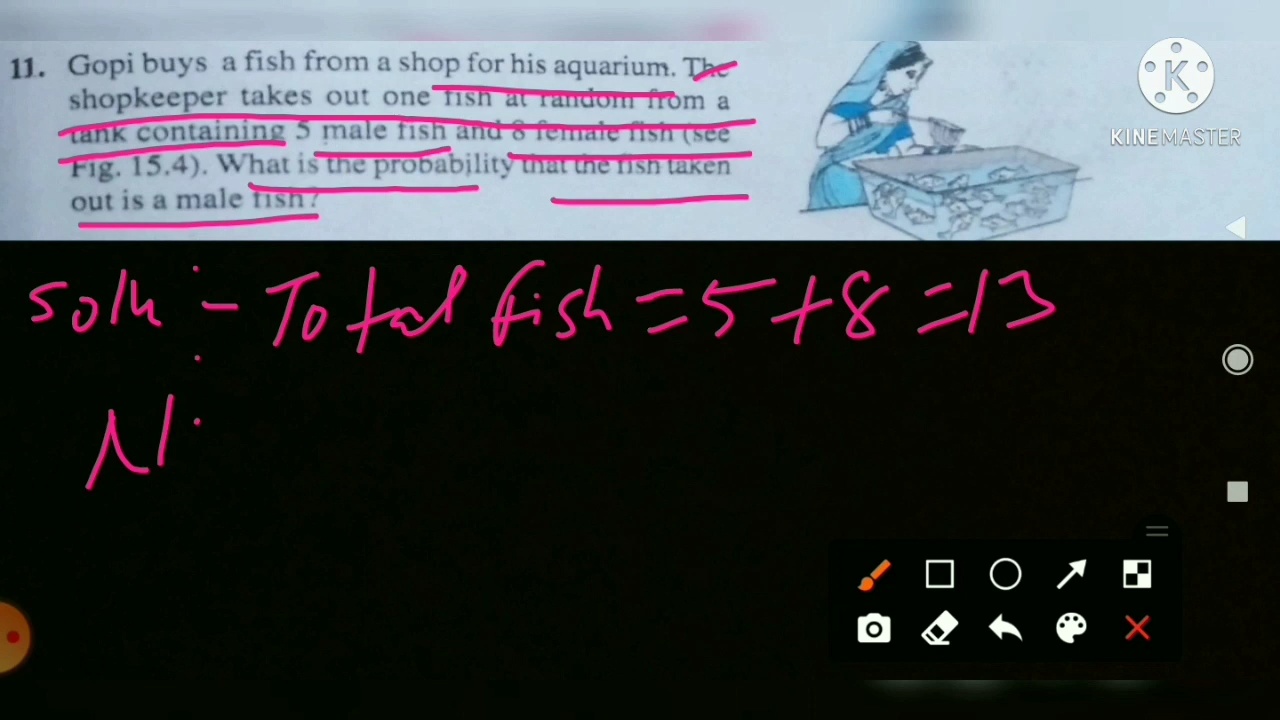 11. Gopi buys a fish from a shop for his aquarium. The
shopkeeper takes out one fish at random from a
tank containing 5 male fish and 8 female fish (see
Fig. 15.4). What is the probability that the fish taken
out is a male fish?
KINEMASTER
Soln :- Total fish = 5+8 =13